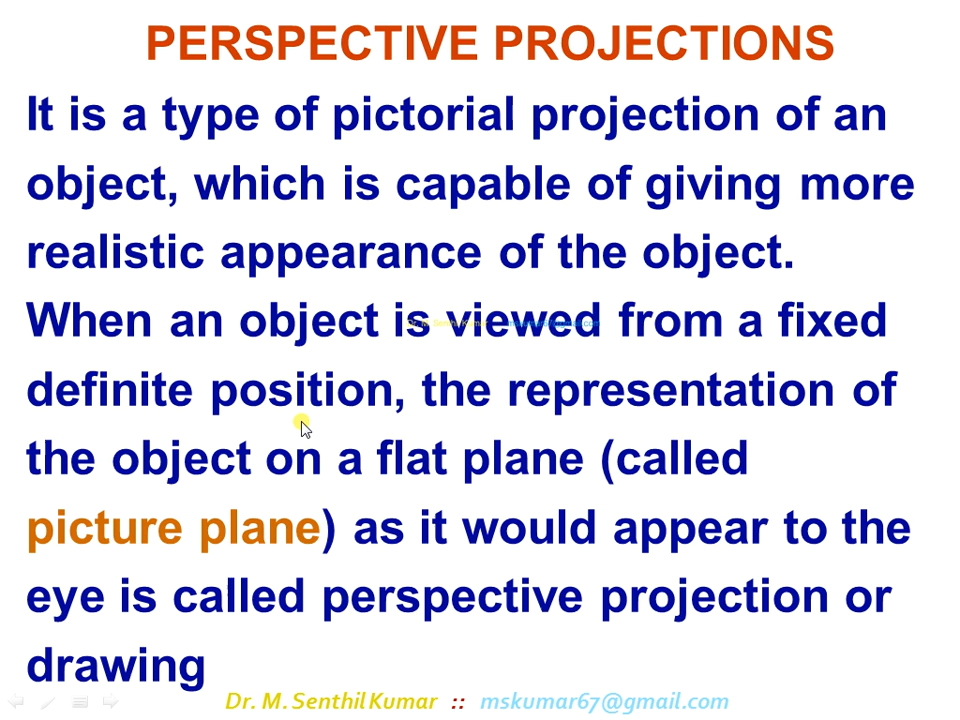 PERSPECTIVE PROJECTIONS
It is a type of pictorial projection of an
object, which is capable of giving more
realistic appearance of the object.
When an object is viewed from a fixed
definite position, the representation of
the object on a flat plane (called
picture plane) as it would appear to the
eye is called perspective projection or
drawing
Dr. M. Senthil Kumar :: mskumar67@gmail.com